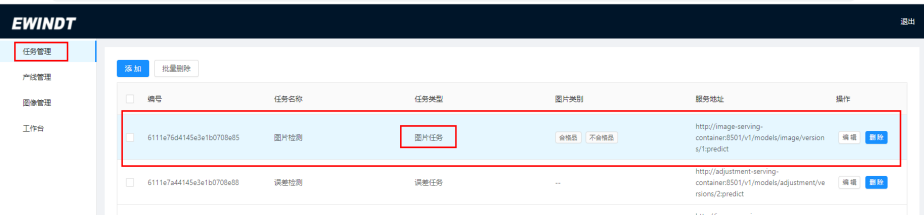 EWINDT
退出
任务管理
产线管理
图像管理
工作台
添加 批量删除
编号 任务名称 任务类型 图片类别 服务地址 操作
6111e76d4145e3e1b0708e85 图片检测 图片任务 合格品 不合格品 http://image-serving-
container:8501/v1/models/image/version
s/1:predict 编辑 删除
6111e7a44145e3e1b0708e88 误差检测 误差任务 -- http://adjustment-serving-
container:8501/v1/models/adjustment/ve
rsions/2:predict 编辑 删除